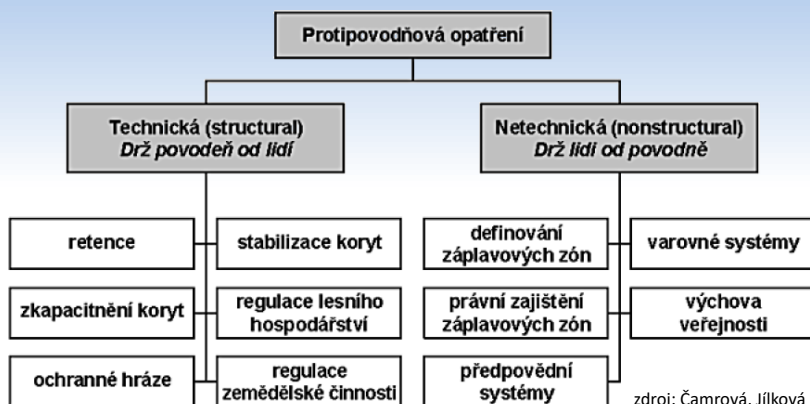 Protipovodňová opatření
Technická (structural)
Drž povodeň od lidí
Netechnická (nonstructural)
Drž lidi od povodně
retence
stabilizace koryt
definování
záplavových zón
varovné systémy
zkapacitnění koryt
regulace lesního
hospodářství
právní zajištění
záplavových zón
výchova
veřejnosti
ochranné hráze
regulace
zemědělské činnosti
předpovědní
systémy
zdroj: Čamrová, Jílková